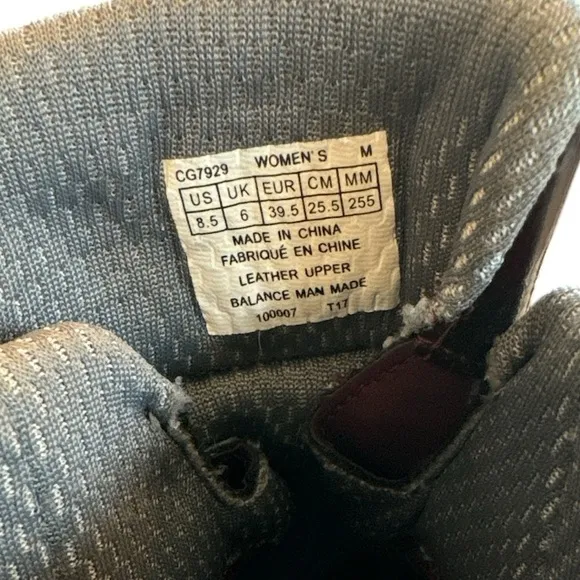 CG7929 WOMEN'S M
US UK EUR CM MM
8.5 6 39.5 25.5 255
MADE IN CHINA
FABRIQUÉ EN CHINE
LEATHER UPPER
BALANCE MAN MADE
100007 T17